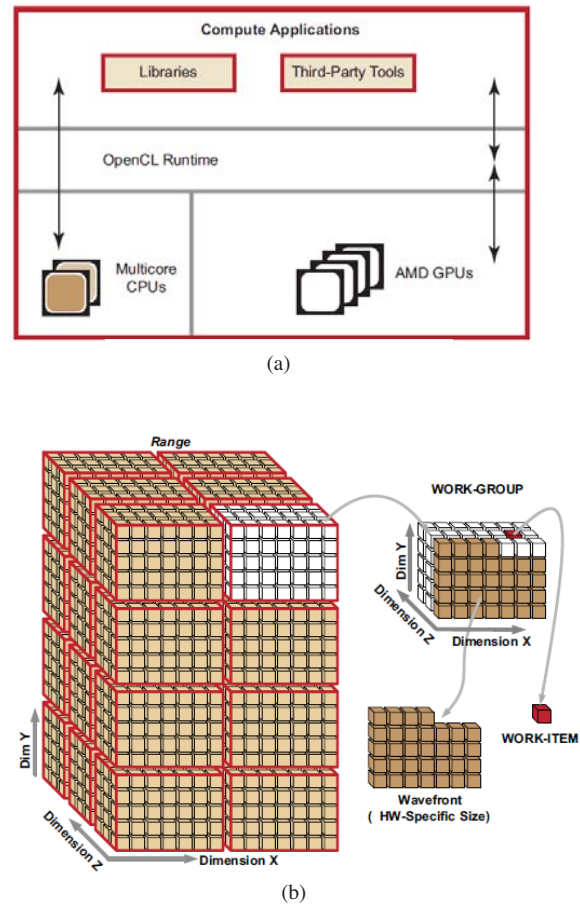 Compute Applications
Libraries
Third-Party Tools
OpenCL Runtime
Multicore
CPUs
AMD GPUs
(a)
Range
WORK-GROUP
Dim Y
Dimension Z
Dimension X
WORK-ITEM
Wavefront
( HW-Specific Size)
Dim Y
Dimension Z
Dimension X
(b)